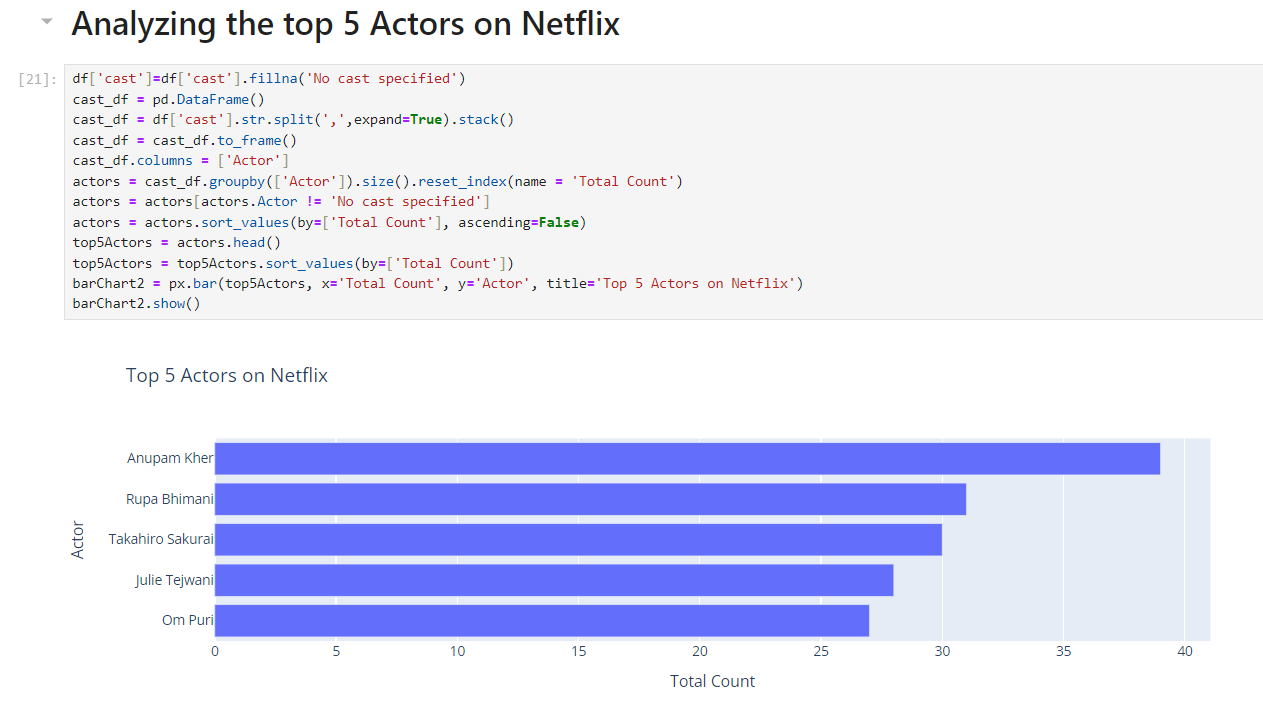 Analyzing the top 5 Actors on Netflix
[21]:
df['cast']=df['cast'].fillna('No cast specified')
cast_df = pd.DataFrame()
cast_df = df['cast'].str.split(',',expand=True).stack()
cast_df = cast_df.to_frame()
cast_df.columns = ['Actor']
actors = cast_df.groupby(['Actor']).size().reset_index(name = 'Total Count')
actors = actors[actors.Actor != 'No cast specified']
actors = actors.sort_values(by=['Total Count'], ascending=False)
top5Actors = actors.head()
top5Actors = top5Actors.sort_values(by=['Total Count'])
barChart2 = px.bar(top5Actors, x='Total Count', y='Actor', title='Top 5 Actors on Netflix')
barChart2.show()
Top 5 Actors on Netflix
Actor
Anupam Kher
Rupa Bhimani
Takahiro Sakurai
Julie Tejwani
Om Puri
0 5 10 15 20 25 30 35 40
Total Count